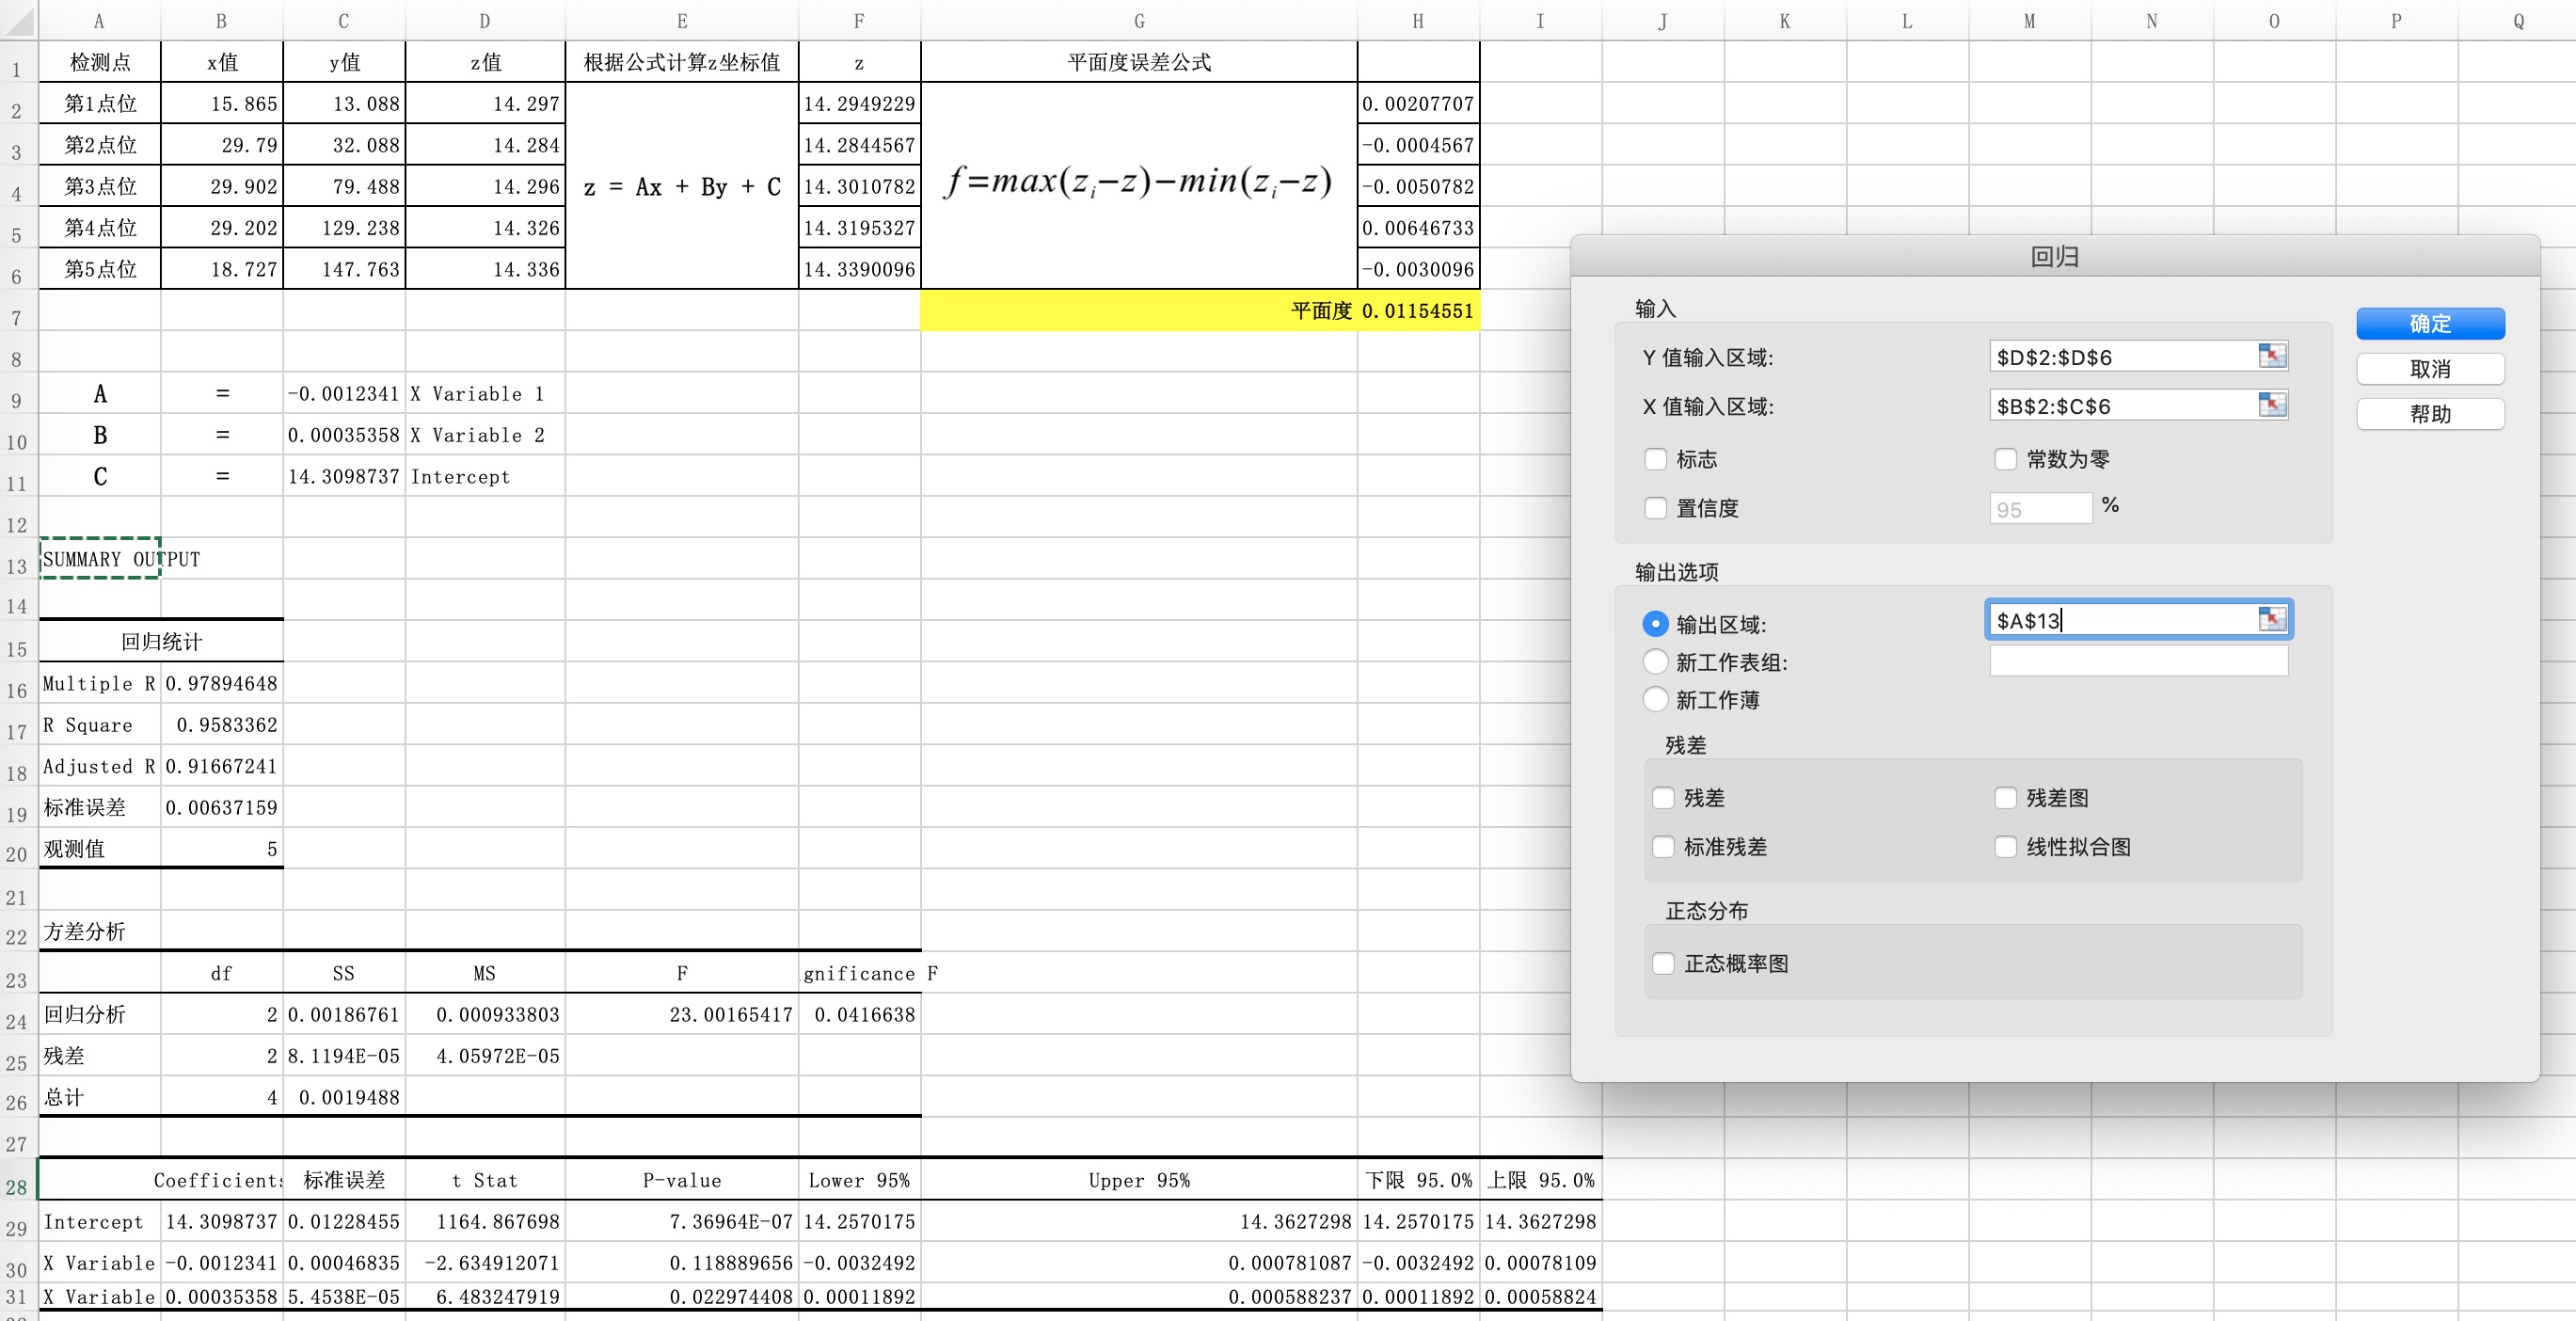 A B C D E F G H I J K L M N O P Q
1 检测点 x值 y值 z值 根据公式计算z坐标值 z 平面度误差公式
2 第1点位 15.865 13.088 14.297 14.2949229 0.00207707
3 第2点位 29.79 32.088 14.284 14.2844567 -0.0004567
4 第3点位 29.902 79.488 14.296 z = Ax + By + C 14.3010782 f=max(zᵢ−z)−min(zᵢ−z) -0.0050782
5 第4点位 29.202 129.238 14.326 14.3195327 0.00646733
6 第5点位 18.727 147.763 14.336 14.3390096 -0.0030096
7 平面度 0.01154551
8
9 A = -0.0012341 X Variable 1
10 B = 0.00035358 X Variable 2
11 C = 14.3098737 Intercept
12
13 SUMMARY OUTPUT
14
15 回归统计
16 Multiple R 0.97894648
17 R Square 0.9583362
18 Adjusted R 0.91667241
19 标准误差 0.00637159
20 观测值 5
21
22 方差分析
23 df SS MS F gnificance F
24 回归分析 2 0.00186761 0.000933803 23.00165417 0.0416638
25 残差 2 8.1194E-05 4.05972E-05
26 总计 4 0.0019488
27
28 Coefficients 标准误差 t Stat P-value Lower 95% Upper 95% 下限 95.0% 上限 95.0%
29 Intercept 14.3098737 0.01228455 1164.867698 7.36964E-07 14.2570175 14.3627298 14.2570175 14.3627298
30 X Variable -0.0012341 0.00046835 -2.634912071 0.118889656 -0.0032492 0.000781087 -0.0032492 0.00078109
31 X Variable 0.00035358 5.4538E-05 6.483247919 0.022974408 0.00011892 0.000588237 0.00011892 0.00058824
回归
输入
确定
Y 值输入区域: $D$2:$D$6
取消
X 值输入区域: $B$2:$C$6
帮助
标志 常数为零
置信度 95 %
输出选项
输出区域: $A$13
新工作表组:
新工作薄
残差
残差 残差图
标准残差 线性拟合图
正态分布
正态概率图